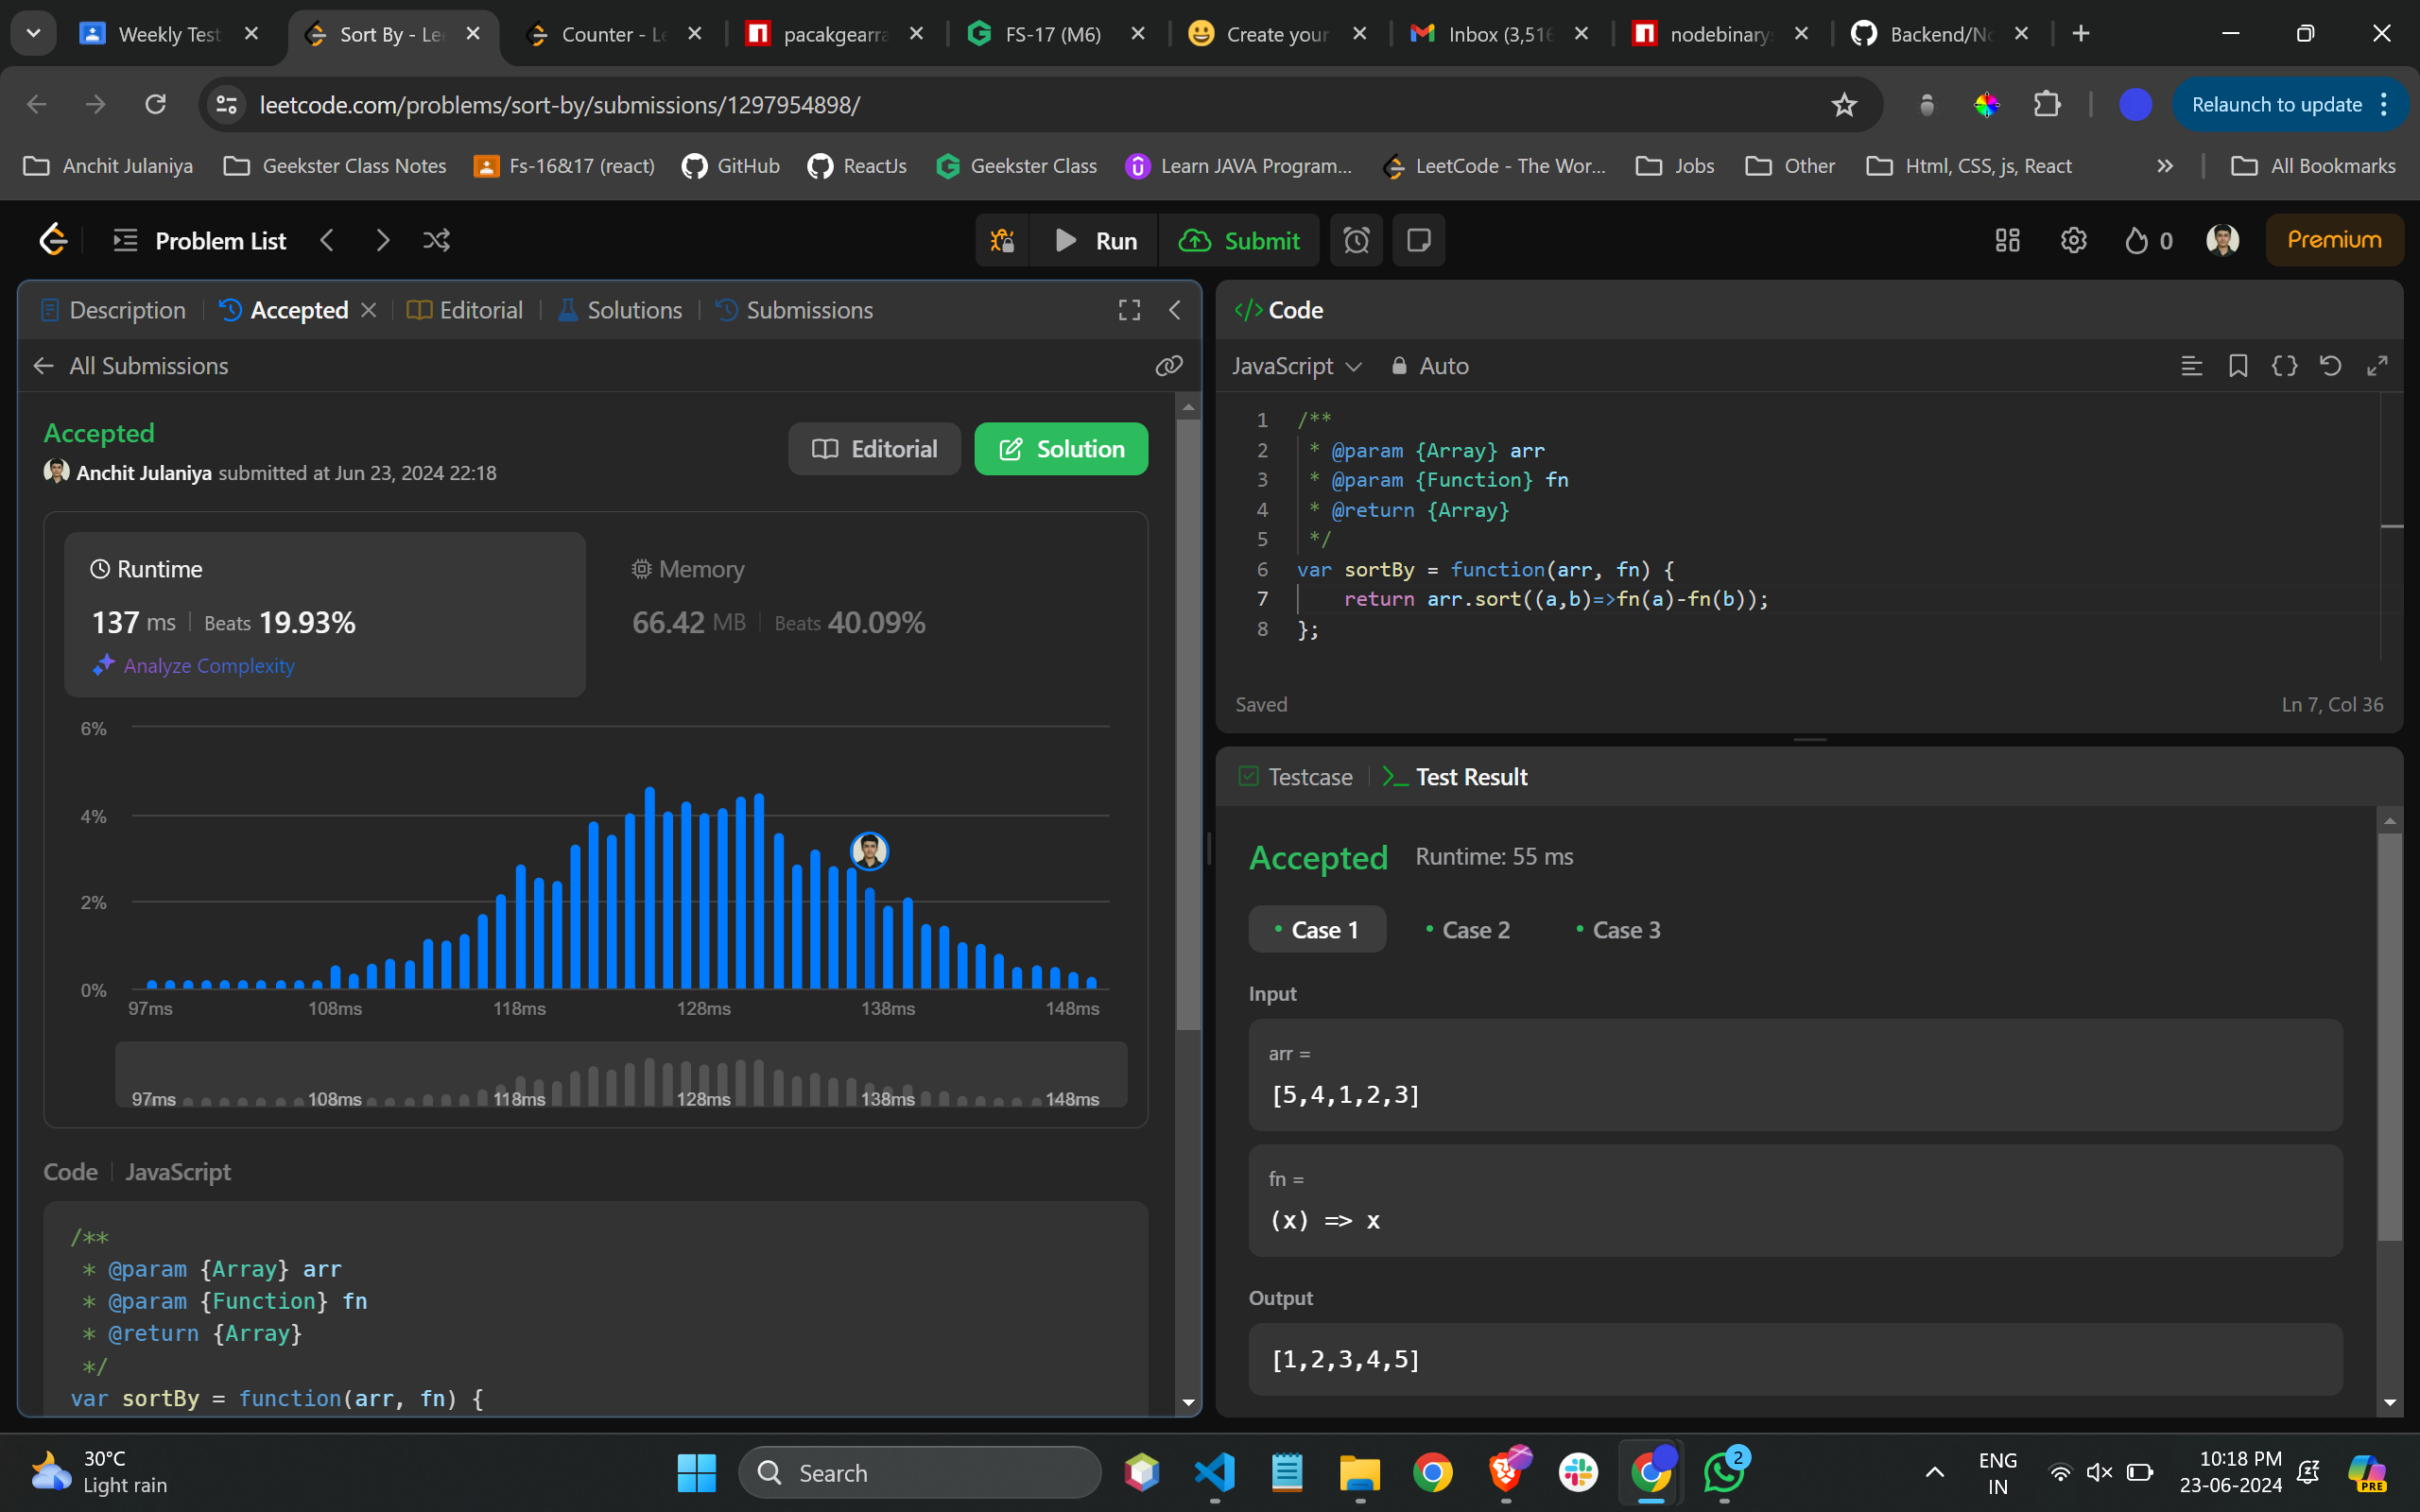 Weekly Test
Sort By - Le
Counter - Le
pacakgearra
FS-17 (M6)
Create your
Inbox (3,516
nodebinarys
Backend/No
leetcode.com/problems/sort-by/submissions/1297954898/
Relaunch to update
Anchit Julaniya
Geekster Class Notes
Fs-16&17 (react)
GitHub
ReactJs
Geekster Class
Learn JAVA Program...
LeetCode - The Wor...
Jobs
Other
Html, CSS, js, React
All Bookmarks
Problem List
Run
Submit
0
Premium
Description
Accepted
Editorial
Solutions
Submissions
All Submissions
Accepted
Anchit Julaniya submitted at Jun 23, 2024 22:18
Editorial
Solution
Runtime
137 ms | Beats 19.93%
Analyze Complexity
Memory
66.42 MB | Beats 40.09%
6%
4%
2%
0%
97ms 108ms 118ms 128ms 138ms 148ms
97ms 108ms 118ms 128ms 138ms 148ms
Code | JavaScript
/**
* @param {Array} arr
* @param {Function} fn
* @return {Array}
*/
var sortBy = function(arr, fn) {
Code
JavaScript
Auto
1 /**
2 * @param {Array} arr
3 * @param {Function} fn
4 * @return {Array}
5 */
6 var sortBy = function(arr, fn) {
7 return arr.sort((a,b)=>fn(a)-fn(b));
8 };
Saved
Ln 7, Col 36
Testcase
Test Result
Accepted Runtime: 55 ms
• Case 1 • Case 2 • Case 3
Input
arr =
[5,4,1,2,3]
fn =
(x) => x
Output
[1,2,3,4,5]
30°C
Light rain
Search
2
ENG
IN
10:18 PM
23-06-2024
PRE